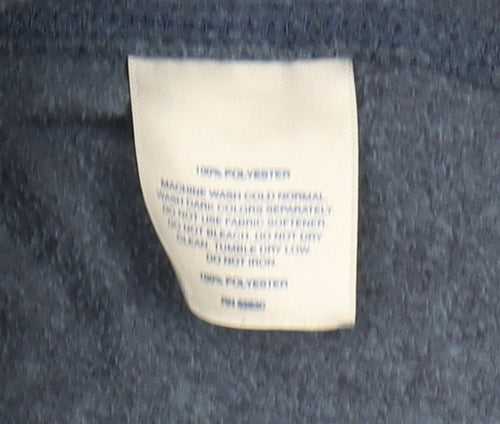 100% POLYESTER
MACHINE WASH COLD NORMAL
WASH DARK COLORS SEPARATELY
DO NOT USE FABRIC SOFTENER
DO NOT BLEACH. DO NOT DRY
CLEAN. TUMBLE DRY LOW
DO NOT IRON
100% POLYESTER
RN